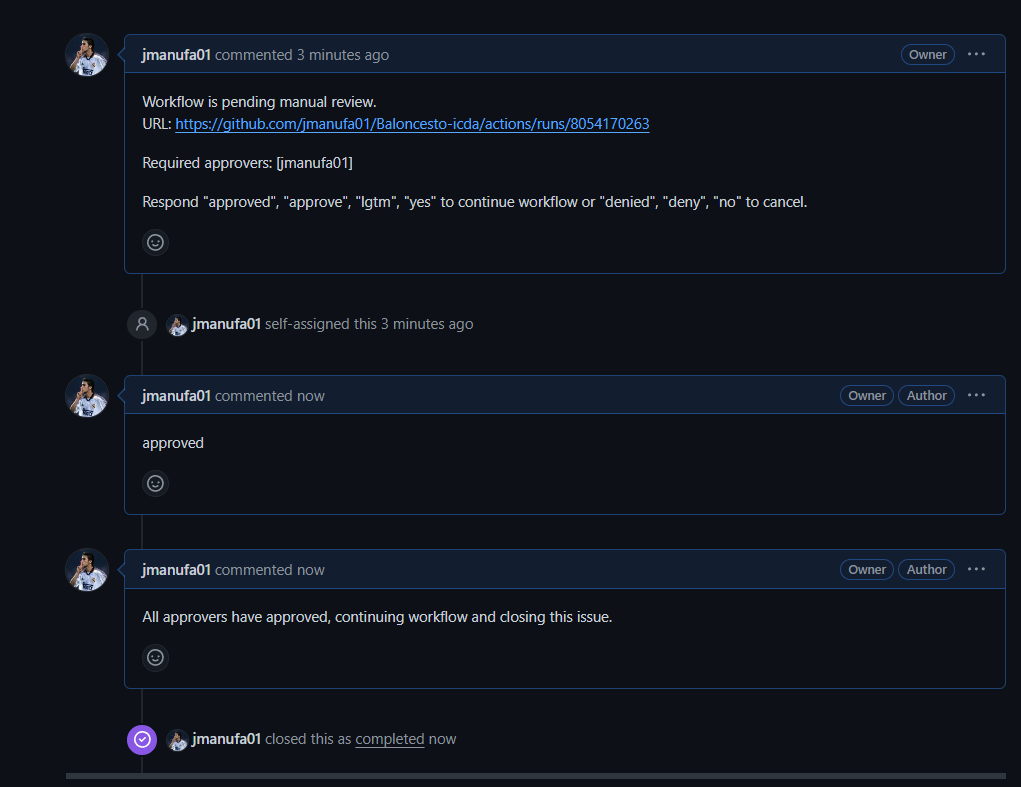 jmanufa01 commented 3 minutes ago Owner
Workflow is pending manual review.
URL: https://github.com/jmanufa01/Baloncesto-icda/actions/runs/8054170263
Required approvers: [jmanufa01]
Respond "approved", "approve", "lgtm", "yes" to continue workflow or "denied", "deny", "no" to cancel.
jmanufa01 self-assigned this 3 minutes ago
jmanufa01 commented now Owner Author
approved
jmanufa01 commented now Owner Author
All approvers have approved, continuing workflow and closing this issue.
jmanufa01 closed this as completed now